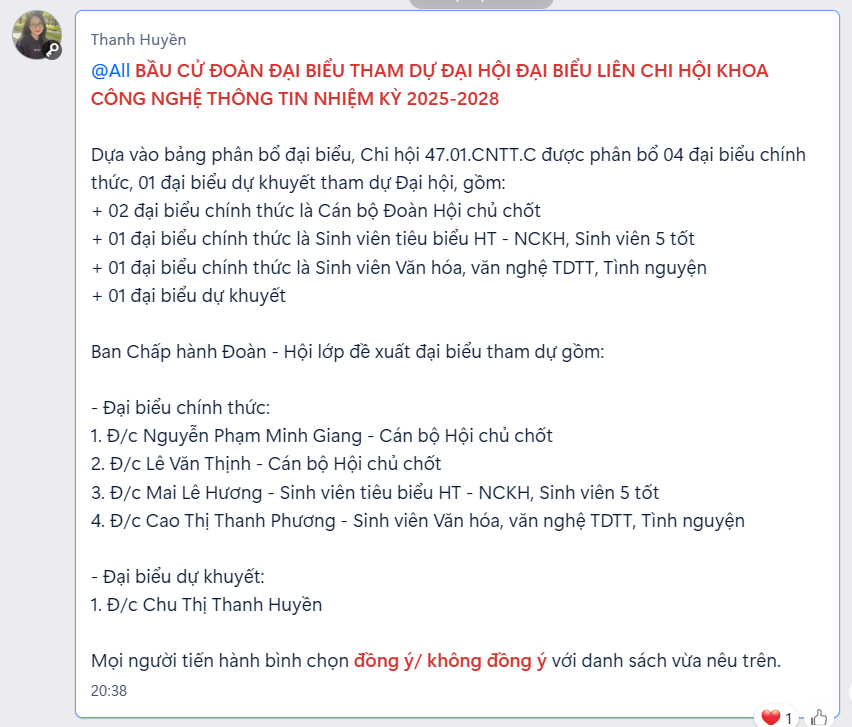 Thanh Huyền
@All BẦU CỬ ĐOÀN ĐẠI BIỂU THAM DỰ ĐẠI HỘI ĐẠI BIỂU LIÊN CHI HỘI KHOA
CÔNG NGHỆ THÔNG TIN NHIỆM KỲ 2025-2028
Dựa vào bảng phân bổ đại biểu, Chi hội 47.01.CNTT.C được phân bổ 04 đại biểu chính
thức, 01 đại biểu dự khuyết tham dự Đại hội, gồm:
+ 02 đại biểu chính thức là Cán bộ Đoàn Hội chủ chốt
+ 01 đại biểu chính thức là Sinh viên tiêu biểu HT - NCKH, Sinh viên 5 tốt
+ 01 đại biểu chính thức là Sinh viên Văn hóa, văn nghệ TDTT, Tình nguyện
+ 01 đại biểu dự khuyết
Ban Chấp hành Đoàn - Hội lớp đề xuất đại biểu tham dự gồm:
- Đại biểu chính thức:
1. Đ/c Nguyễn Phạm Minh Giang - Cán bộ Hội chủ chốt
2. Đ/c Lê Văn Thịnh - Cán bộ Hội chủ chốt
3. Đ/c Mai Lê Hương - Sinh viên tiêu biểu HT - NCKH, Sinh viên 5 tốt
4. Đ/c Cao Thị Thanh Phương - Sinh viên Văn hóa, văn nghệ TDTT, Tình nguyện
- Đại biểu dự khuyết:
1. Đ/c Chu Thị Thanh Huyền
Mọi người tiến hành bình chọn đồng ý/ không đồng ý với danh sách vừa nêu trên.
20:38
1